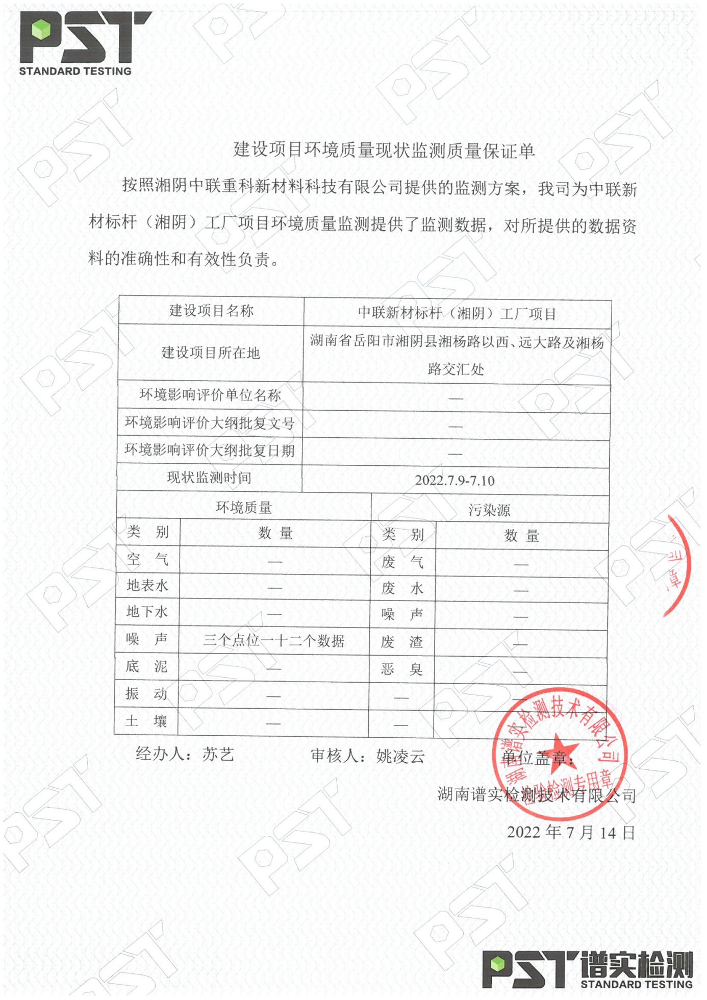 PST
STANDARD TESTING
建设项目环境质量现状监测质量保证单
按照湘阴中联重科新材料科技有限公司提供的监测方案，我司为中联新
材标杆（湘阴）工厂项目环境质量监测提供了监测数据，对所提供的数据资
料的准确性和有效性负责。
建设项目名称 中联新材标杆（湘阴）工厂项目
建设项目所在地 湖南省岳阳市湘阴县湘杨路以西、远大路及湘杨
路交汇处
环境影响评价单位名称 —
环境影响评价大纲批复文号 —
环境影响评价大纲批复日期 —
现状监测时间 2022.7.9-7.10
环境质量 污染源
类 别 数 量 类 别 数 量
空 气 — 废 气 —
地表水 — 废 水 —
地下水 — 噪 声 —
噪 声 三个点位一十二个数据 废 渣 —
底 泥 — 恶 臭 —
振 动 — — —
土 壤 — — —
经办人：苏艺 审核人：姚凌云 单位盖章：
湖南谱实检测技术有限公司
2022 年 7 月 14 日
湖南谱实检测技术有限公司
检验检测专用章
司
章
PST 谱实检测
STANDARD TESTING